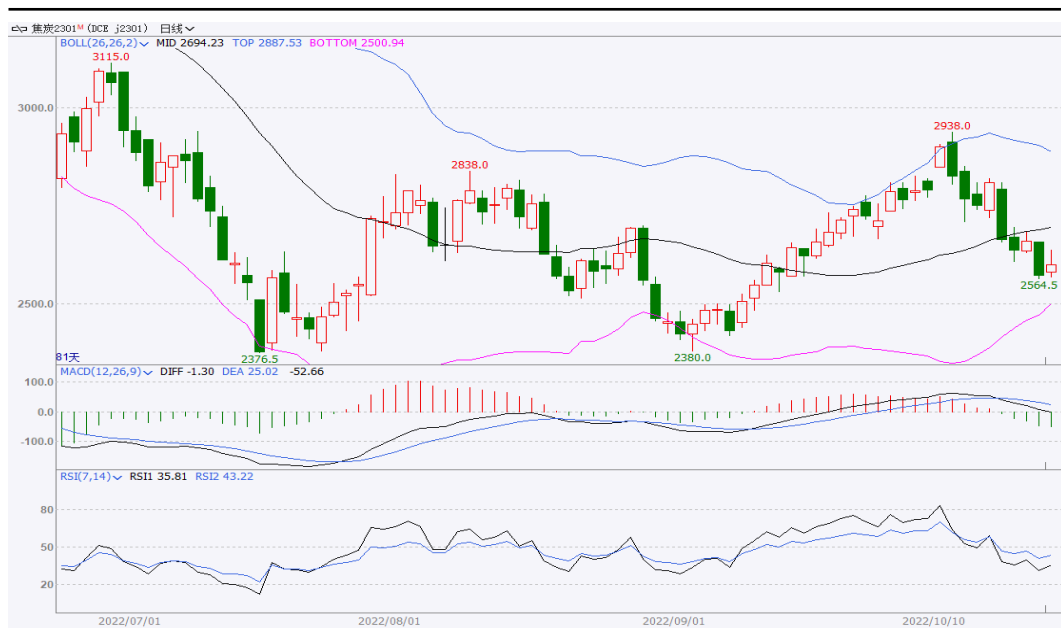 焦炭2301M (DCE j2301) 日线
BOLL(26,26,2) MID 2694.23 TOP 2887.53 BOTTOM 2500.94
3115.0
3000.0
2938.0
2838.0
2564.5
2500.0
2376.5
2380.0
81天
MACD(12,26,9) DIFF -1.30 DEA 25.02 -52.66
100.0
0.0
-100.0
RSI(7,14) RSI1 35.81 RSI2 43.22
80
50
20
2022/07/01 2022/08/01 2022/09/01 2022/10/10